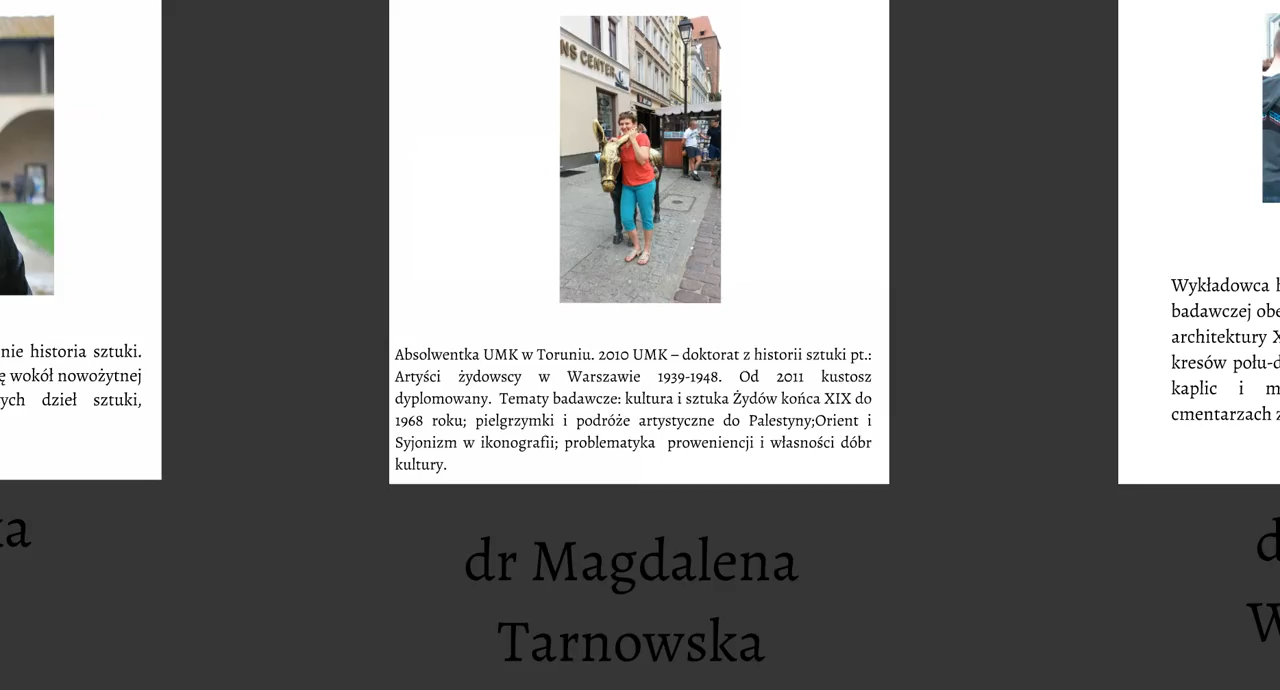 NS CENTER
nie historia sztuki.
ę wokół nowożytnej
ych dzieł sztuki,
ka
Absolwentka UMK w Toruniu. 2010 UMK – doktorat z historii sztuki pt.:
Artyści żydowscy w Warszawie 1939-1948. Od 2011 kustosz
dyplomowany. Tematy badawcze: kultura i sztuka Żydów końca XIX do
1968 roku; pielgrzymki i podróże artystyczne do Palestyny;Orient i
Syjonizm w ikonografii; problematyka proweniencji i własności dóbr
kultury.
dr Magdalena
Tarnowska
Wykładowca h
badawczej obe
architektury X
kresów połu-d
kaplic i m
cmentarzach z
d
W